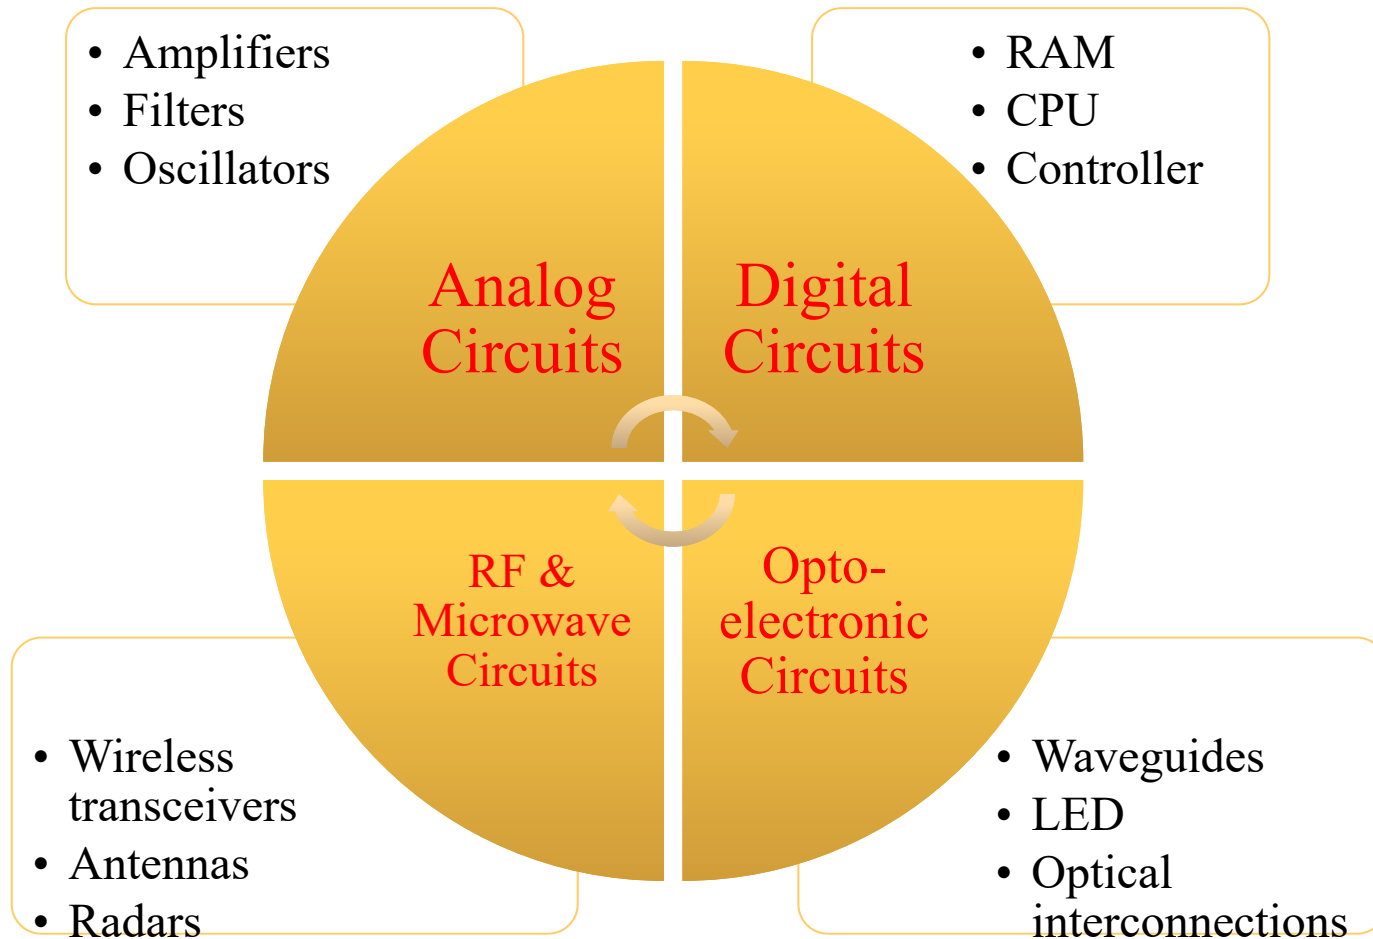 • Amplifiers
• Filters
• Oscillators
• RAM
• CPU
• Controller
Analog
Circuits
Digital
Circuits
RF &
Microwave
Circuits
Opto-
electronic
Circuits
• Wireless
transceivers
• Antennas
• Radars
• Waveguides
• LED
• Optical
interconnections